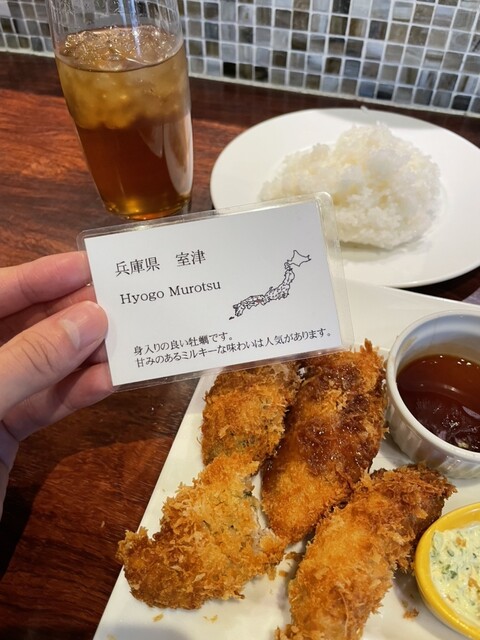 兵庫県　室津
Hyogo Murotsu
身入りの良い牡蠣です。
甘みのあるミルキーな味わいは人気があります。